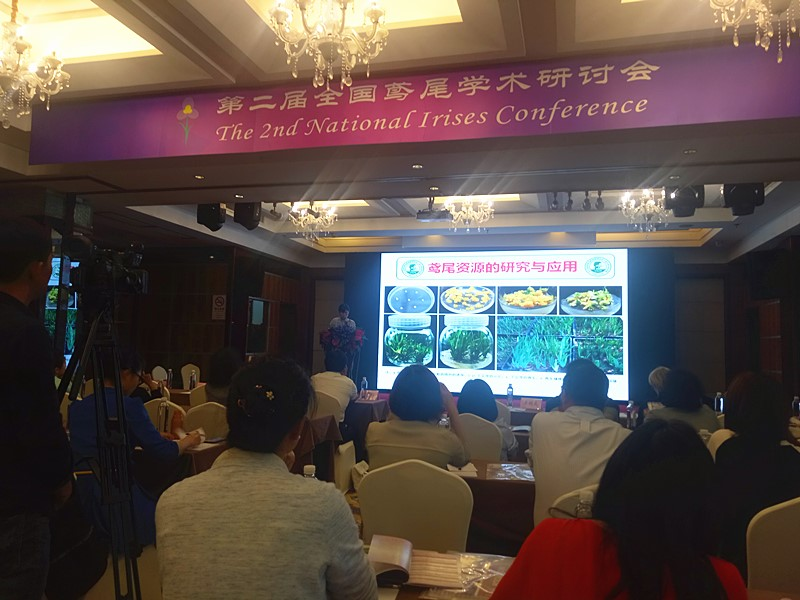 第二届全国鸢尾学术研讨会
The 2nd National Irises Conference
鸢尾资源的研究与应用